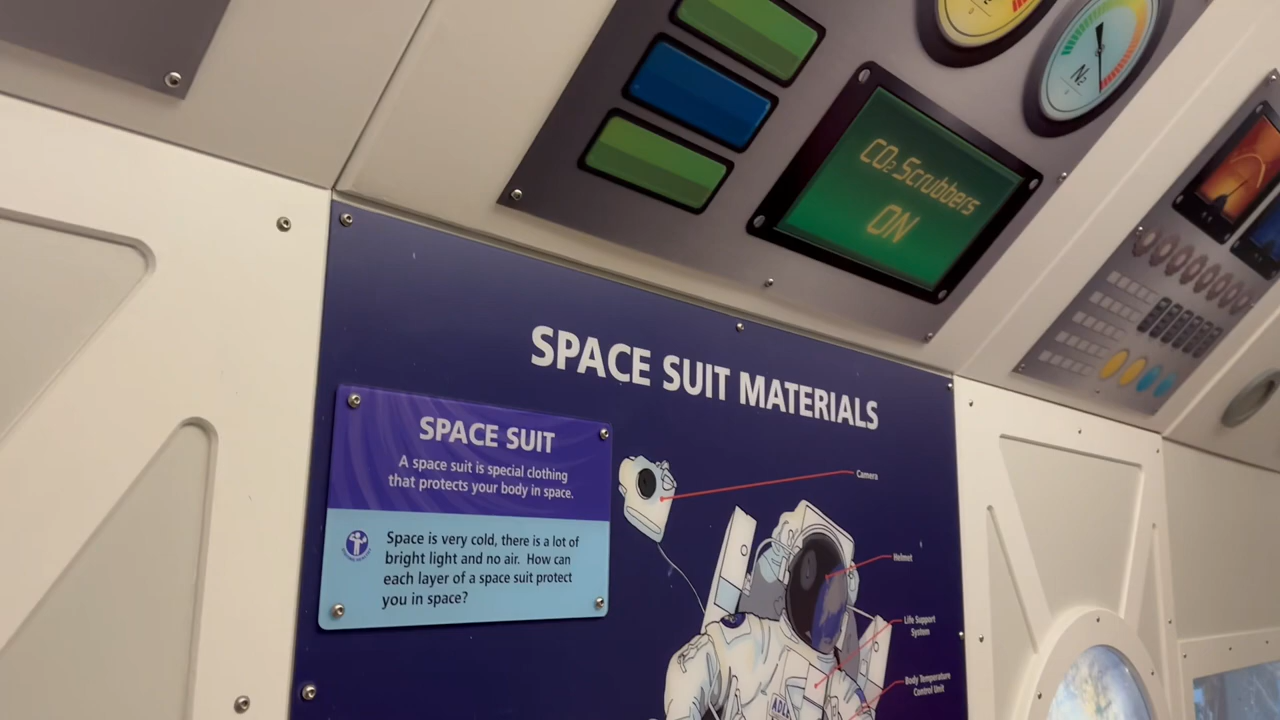 N₂
CO₂ Scrubbers
ON
SPACE SUIT MATERIALS
SPACE SUIT
A space suit is special clothing
that protects your body in space.
Space is very cold, there is a lot of
bright light and no air. How can
each layer of a space suit protect
you in space?
Camera
Helmet
Life Support
System
Body Temperature
Control Unit
ADLE